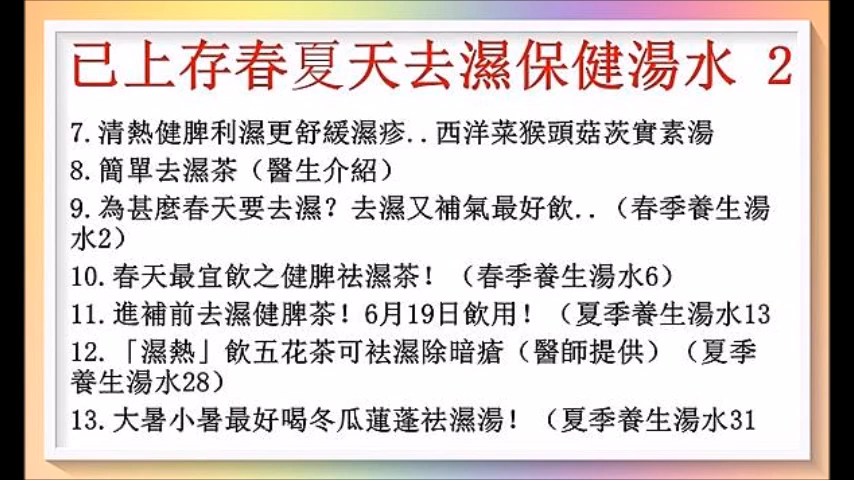 已上存春夏天去濕保健湯水 2
7.清熱健脾利濕更舒緩濕疹..西洋菜猴頭菇茨實素湯
8.簡單去濕茶（醫生介紹）
9.為甚麼春天要去濕？去濕又補氣最好飲..（春季養生湯
水2）
10.春天最宜飲之健脾祛濕茶！（春季養生湯水6）
11.進補前去濕健脾茶！6月19日飲用！（夏季養生湯水13
12.「濕熱」飲五花茶可袪濕除暗瘡（醫師提供）（夏季
養生湯水28）
13.大暑小暑最好喝冬瓜蓮蓬祛濕湯！（夏季養生湯水31